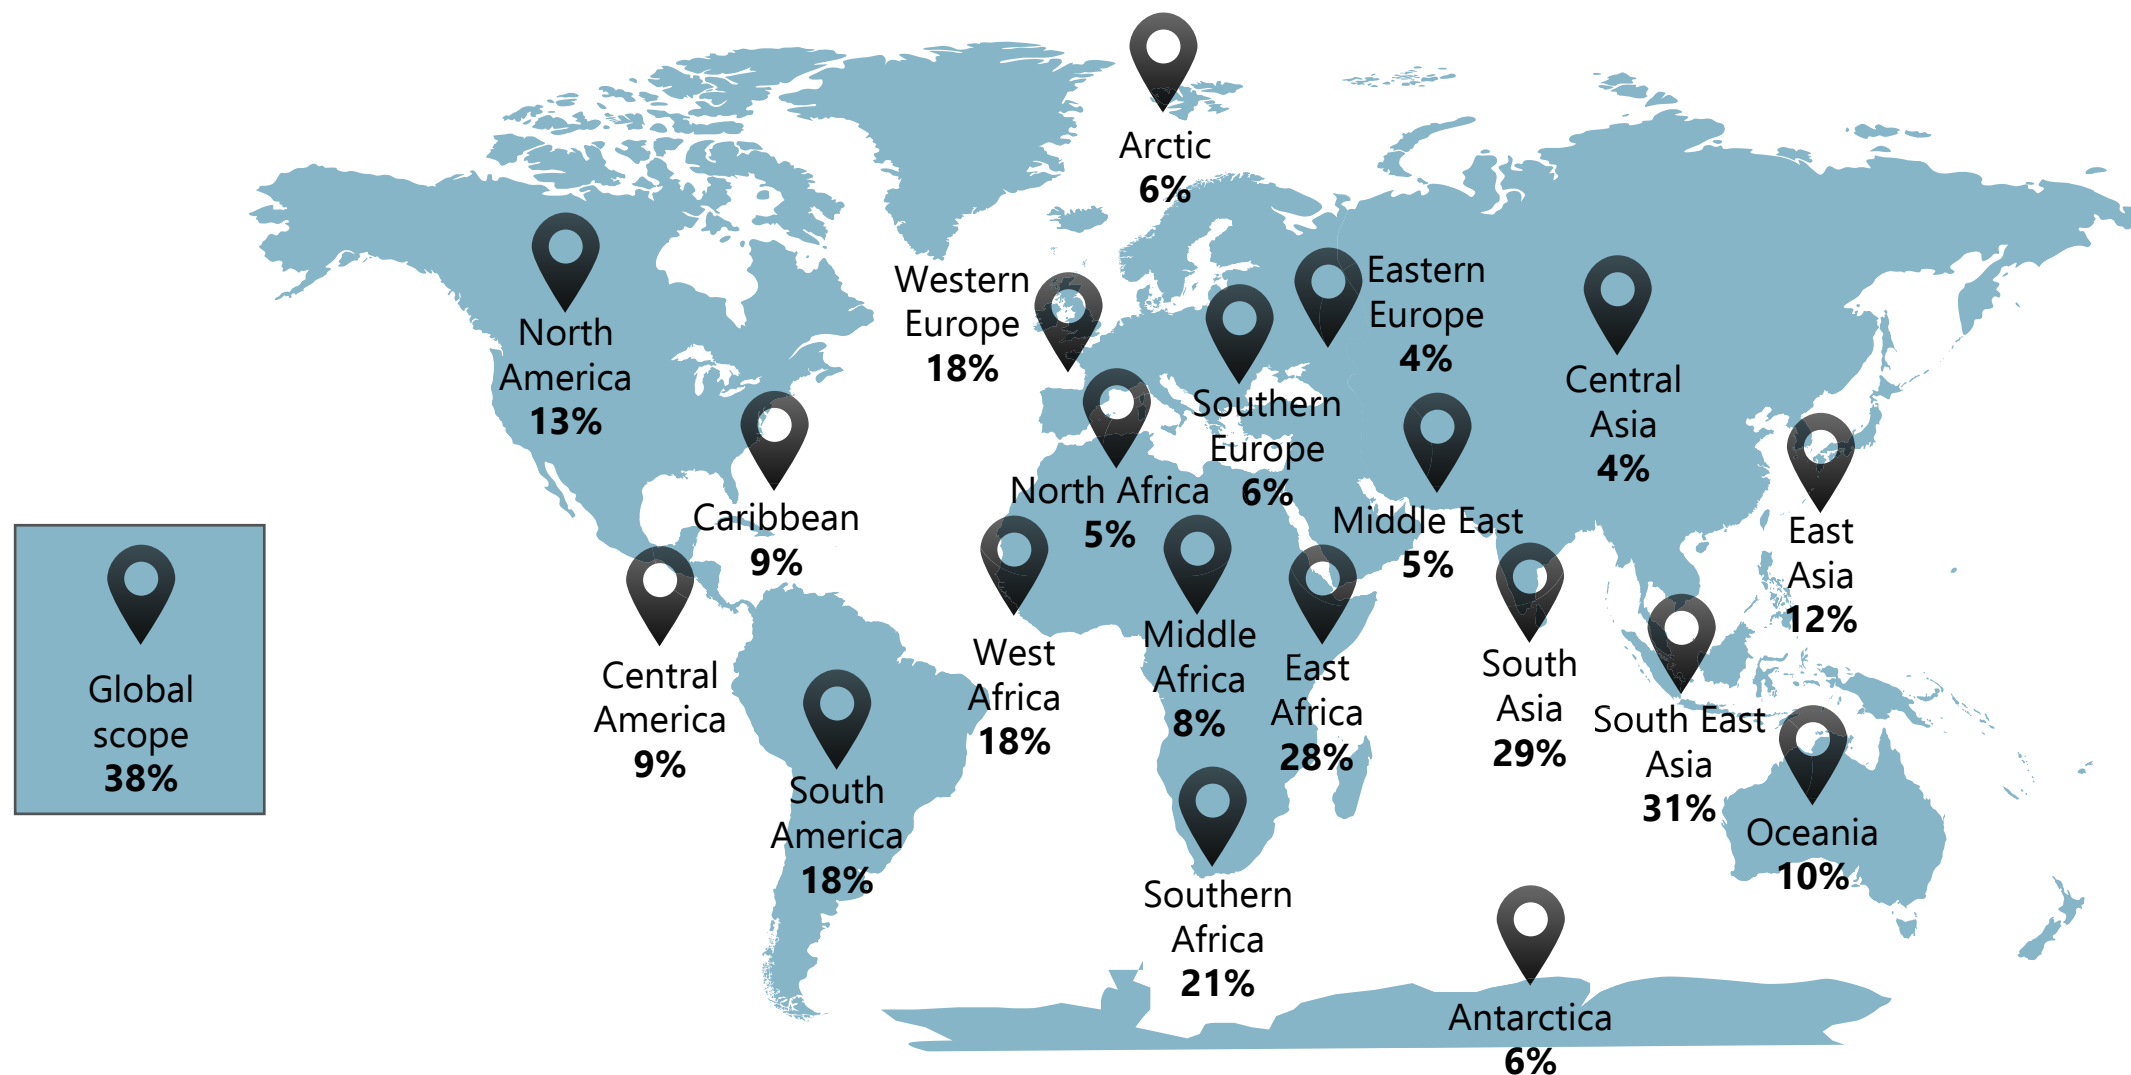 Arctic
6%
Western
Europe
18%
Eastern
Europe
4%
North
America
13%
Central
Asia
4%
Southern
Europe
6%
North Africa
5%
Caribbean
9%
Middle East
5%
East
Asia
12%
Global
scope
38%
Central
America
9%
West
Africa
18%
Middle
Africa
8%
East
Africa
28%
South
Asia
29%
South East
Asia
31%
South
America
18%
Oceania
10%
Southern
Africa
21%
Antarctica
6%